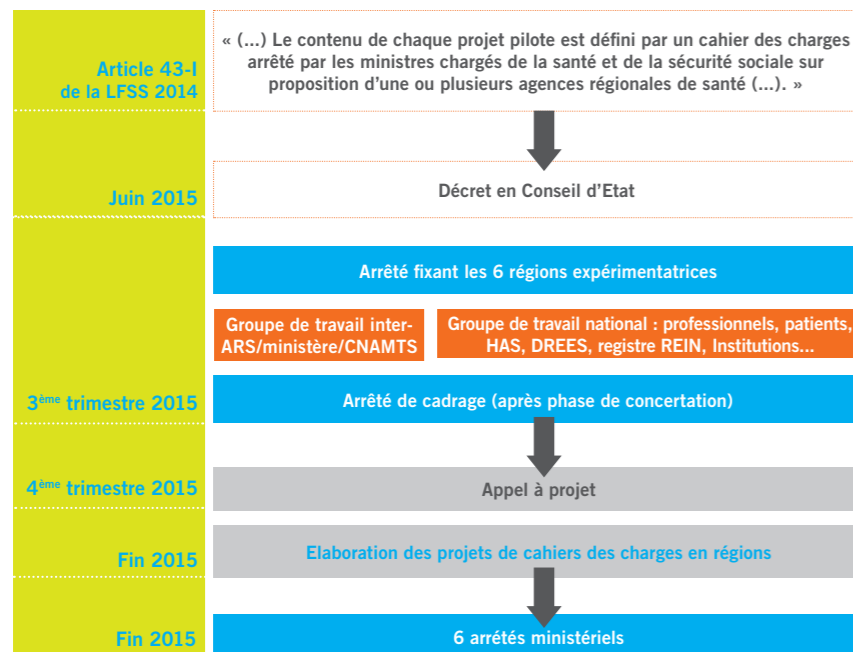 Article 43-I
de la LFSS 2014
« (...) Le contenu de chaque projet pilote est défini par un cahier des charges
arrêté par les ministres chargés de la santé et de la sécurité sociale sur
proposition d'une ou plusieurs agences régionales de santé (...). »
Juin 2015
Décret en Conseil d'Etat
Arrêté fixant les 6 régions expérimentatrices
Groupe de travail inter-
ARS/ministère/CNAMTS
Groupe de travail national : professionnels, patients,
HAS, DREES, registre REIN, Institutions...
3ème trimestre 2015
Arrêté de cadrage (après phase de concertation)
4ème trimestre 2015
Appel à projet
Fin 2015
Elaboration des projets de cahiers des charges en régions
Fin 2015
6 arrétés ministériels